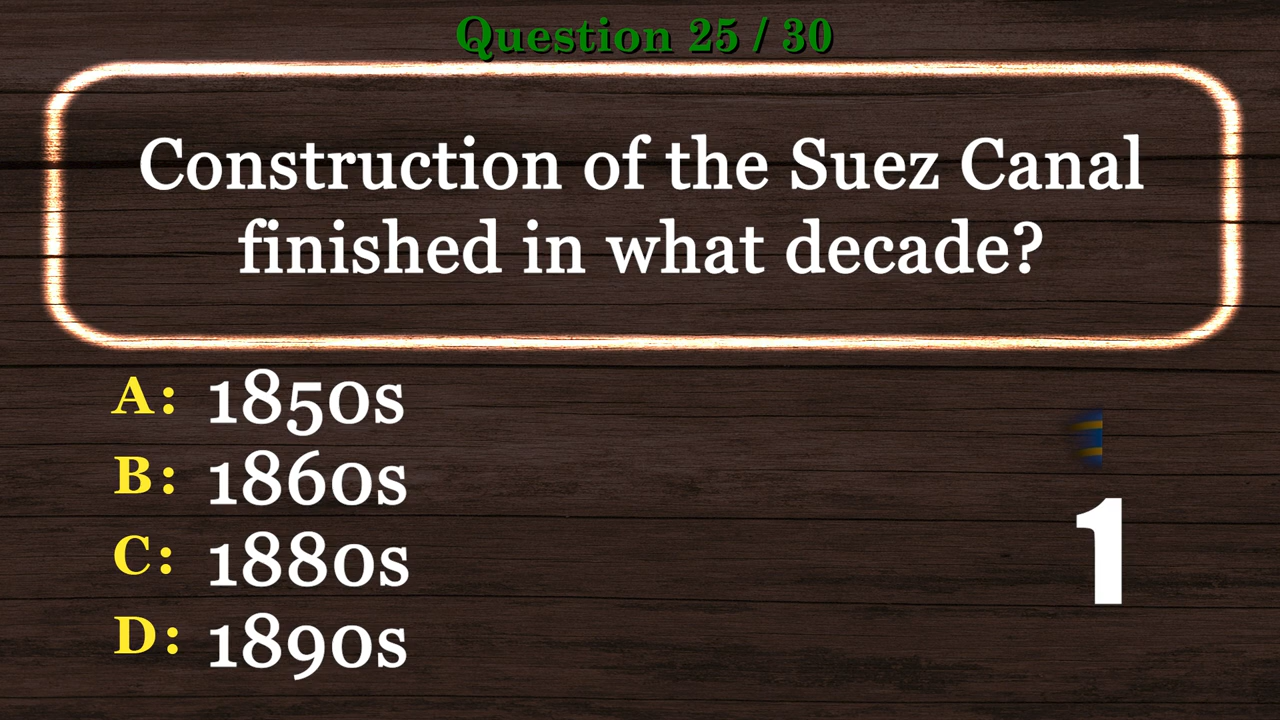 Question 25 / 30
Construction of the Suez Canal
finished in what decade?
A: 1850s
B: 1860s
C: 1880s
D: 1890s
1